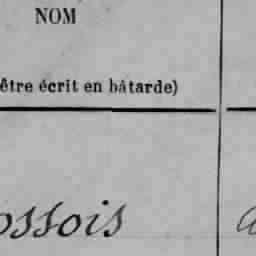 NOM
être écrit en bâtarde)
ossois